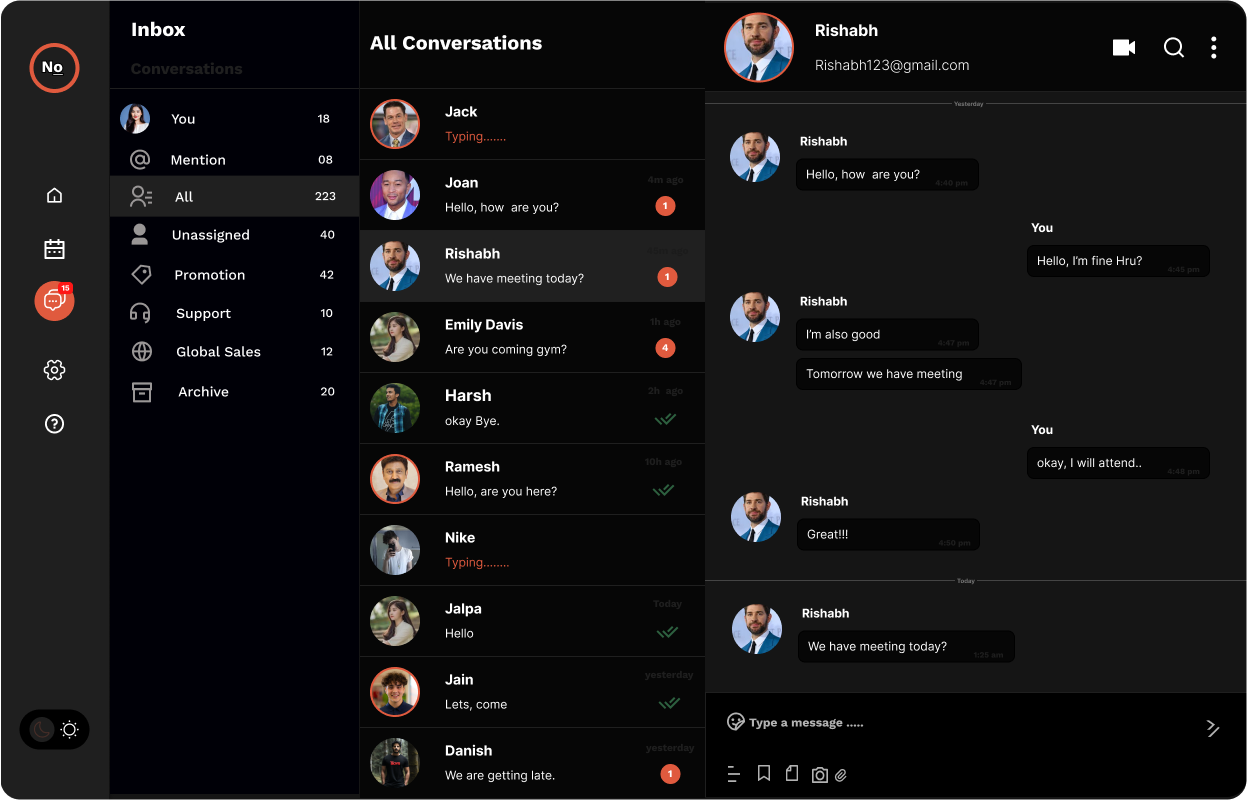 No
15
Inbox
Conversations
You 18
Mention 08
All 223
Unassigned 40
Promotion 42
Support 10
Global Sales 12
Archive 20
All Conversations
Jack
Typing.......
Joan
4m ago
Hello, how  are you?
1
Rishabh
We have meeting today?
1
Emily Davis
1h ago
Are you coming gym?
4
Harsh
2h  ago
okay Bye.
Ramesh
10h ago
Hello, are you here?
Nike
Typing........
Jalpa
Today
Hello
Jain
yesterday
Lets, come
Danish
yesterday
We are getting late.
1
Rishabh
Rishabh123@gmail.com
Yesterday
Rishabh
Hello, how  are you?
4:40 pm
You
Hello, I'm fine Hru?
4:45 pm
Rishabh
I'm also good
4:47 pm
Tomorrow we have meeting
4:47 pm
You
okay, I will attend..
4:48 pm
Rishabh
Great!!!
4:50 pm
Today
Rishabh
We have meeting today?
Type a message .....